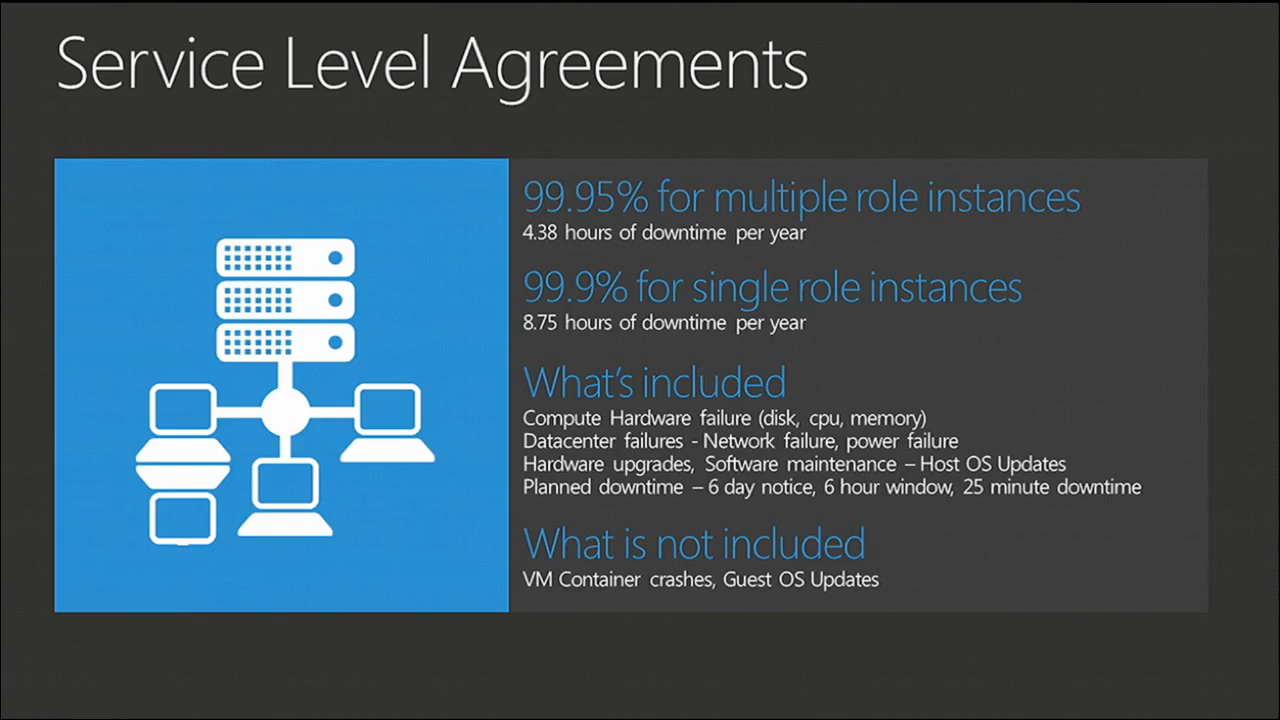 Service Level Agreements
99.95% for multiple role instances
4.38 hours of downtime per year
99.9% for single role instances
8.75 hours of downtime per year
What's included
Compute Hardware failure (disk, cpu, memory)
Datacenter failures - Network failure, power failure
Hardware upgrades, Software maintenance – Host OS Updates
Planned downtime – 6 day notice, 6 hour window, 25 minute downtime
What is not included
VM Container crashes, Guest OS Updates